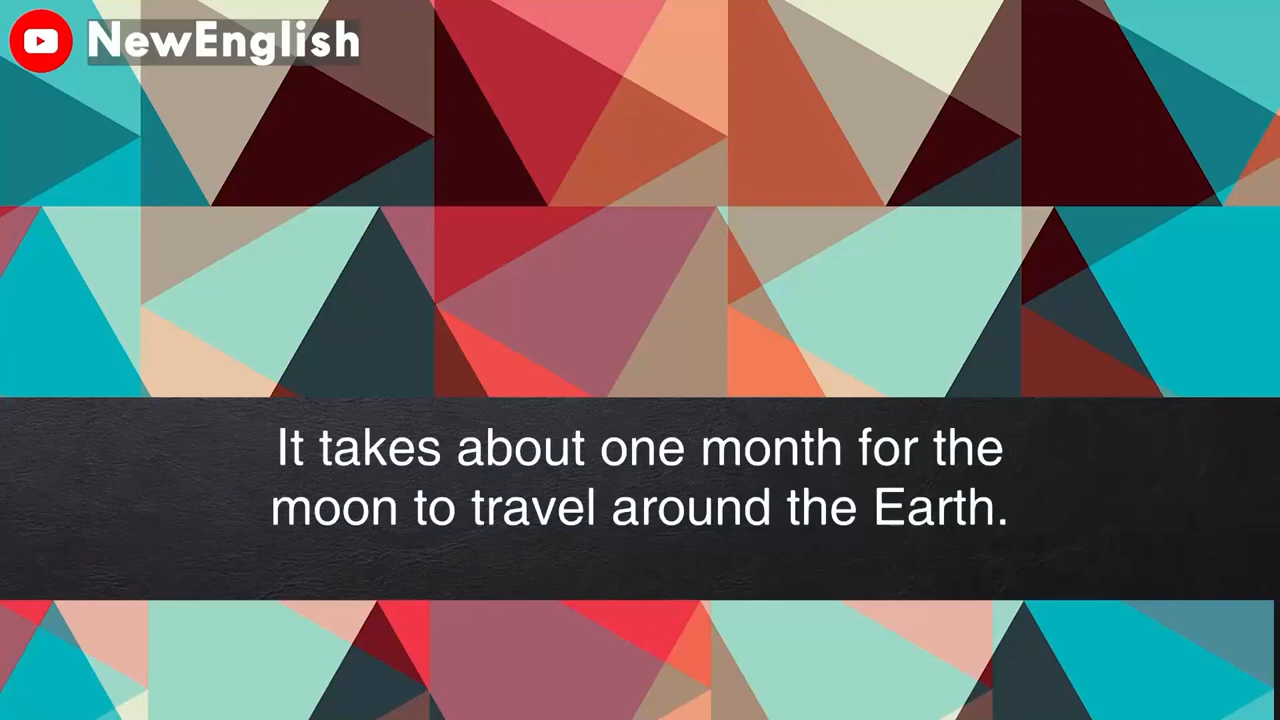 NewEnglish
It takes about one month for the
moon to travel around the Earth.